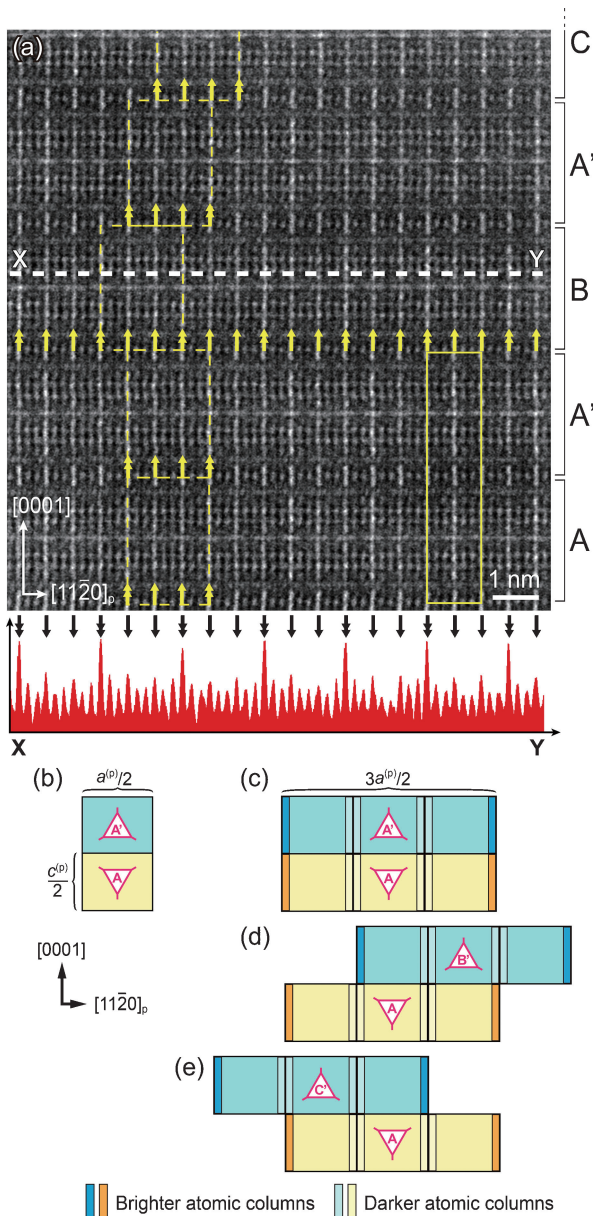 (a)
C
A'
X
Y
B
A'
[0001]
[112̄0]p
1 nm
A
X
Y
(b)
a(p)/2
A'
A
c(p)
2
(c)
3a(p)/2
A'
A
[0001]
[112̄0]p
(d)
B'
A
(e)
C'
A
Brighter atomic columns
Darker atomic columns